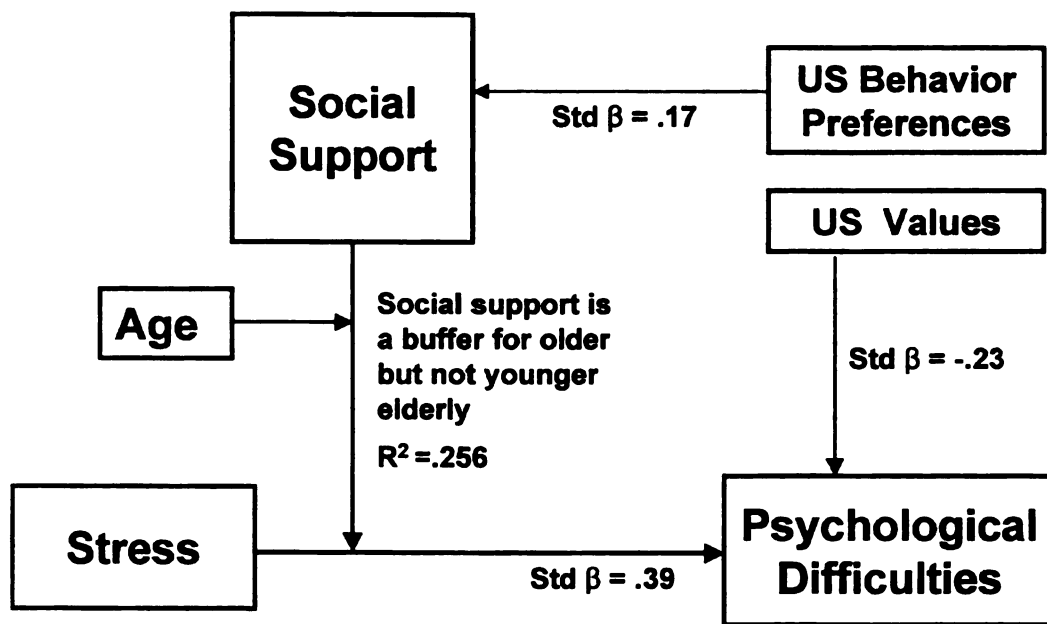 Social
Support
US Behavior
Preferences
Std β = .17
US Values
Age
Social support is
a buffer for older
but not younger
elderly
R² =.256
Std β = -.23
Stress
Std β = .39
Psychological
Difficulties